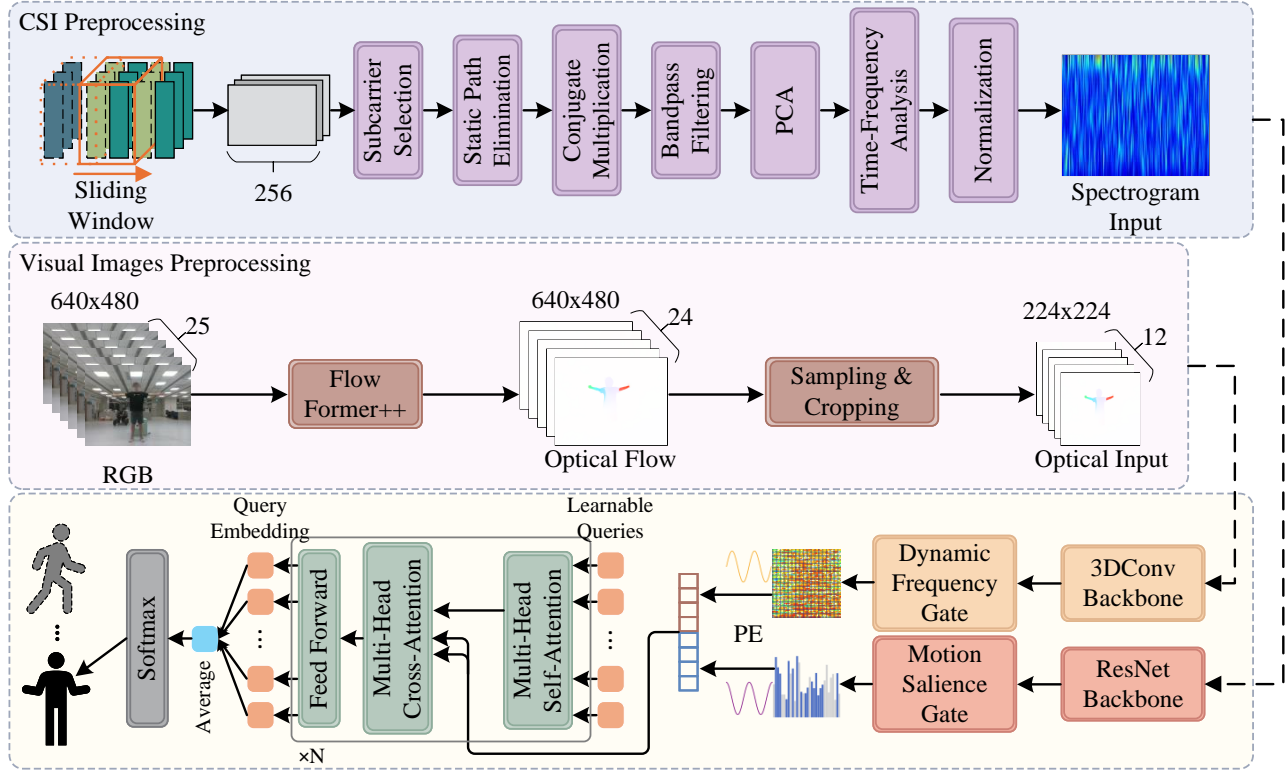 CSI Preprocessing
Sliding
Window
256
Subcarrier
Selection
Static Path
Elimination
Conjugate
Multiplication
Bandpass
Filtering
PCA
Time-Frequency
Analysis
Normalization
Spectrogram
Input
Visual Images Preprocessing
640x480
25
RGB
Flow
Former++
640x480
24
Optical Flow
Sampling &
Cropping
224x224
12
Optical Input
Softmax
Average
Query
Embedding
Feed Forward
Multi-Head
Cross-Attention
Multi-Head
Self-Attention
Learnable
Queries
×N
PE
Dynamic
Frequency
Gate
3DConv
Backbone
Motion
Salience
Gate
ResNet
Backbone